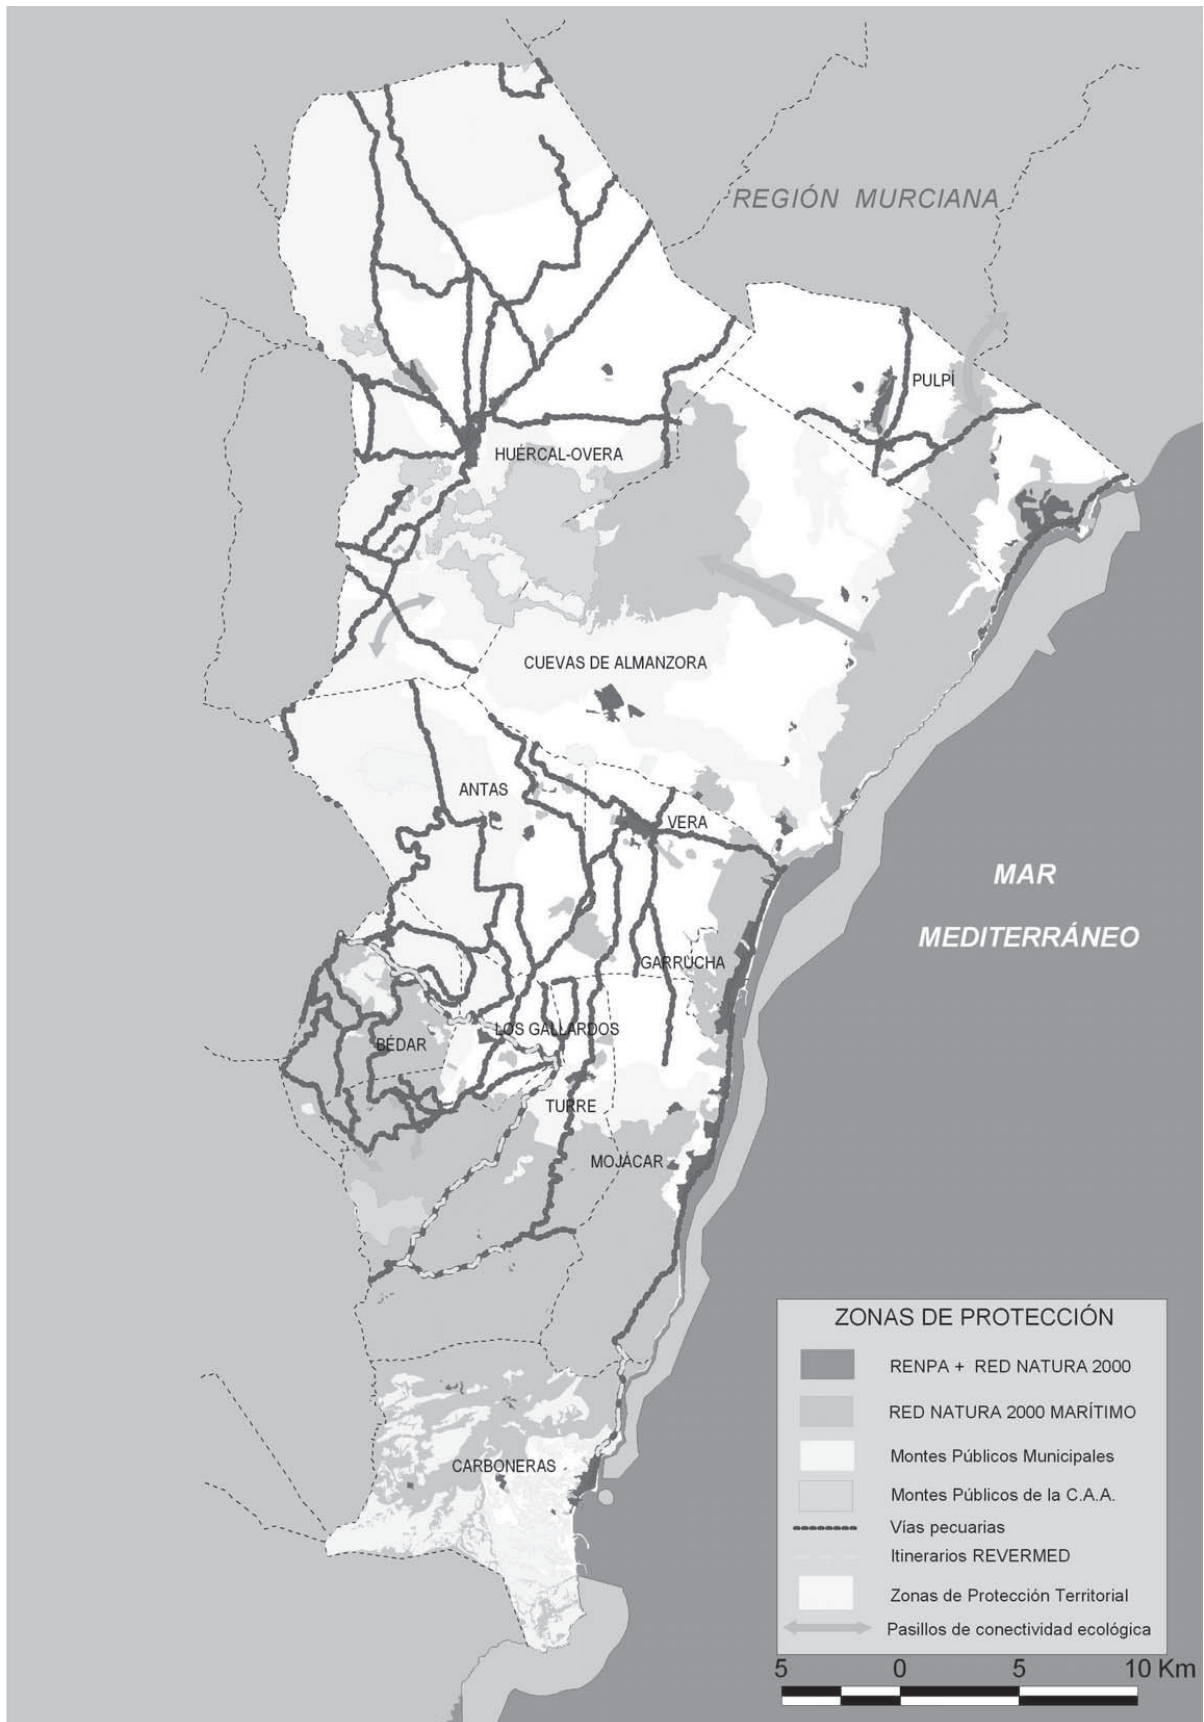 REGIÓN MURCIANA
PULPÍ
HUÉRCAL-OVERA
CUEVAS DE ALMANZORA
ANTAS
VERA
MAR
MEDITERRÁNEO
GARRUCHA
LOS GALLARDOS
BÉDAR
TURRE
MOJÁCAR
CARBONERAS
ZONAS DE PROTECCIÓN
RENPA + RED NATURA 2000
RED NATURA 2000 MARÍTIMO
Montes Públicos Municipales
Montes Públicos de la C.A.A.
Vías pecuarias
Itinerarios REVERMED
Zonas de Protección Territorial
Pasillos de conectividad ecológica
5 0 5 10 Km